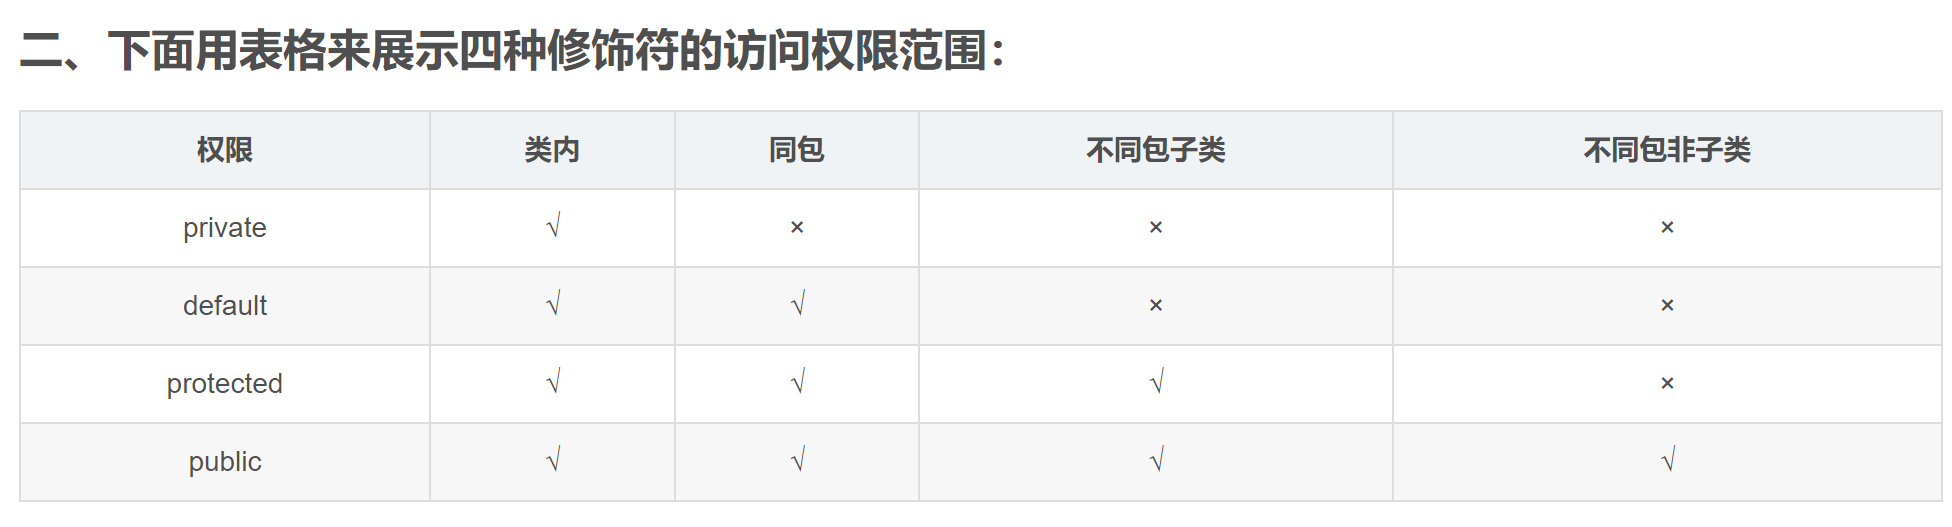 二、下面用表格来展示四种修饰符的访问权限范围：
权限 类内 同包 不同包子类 不同包非子类
private √ × × ×
default √ √ × ×
protected √ √ √ ×
public √ √ √ √